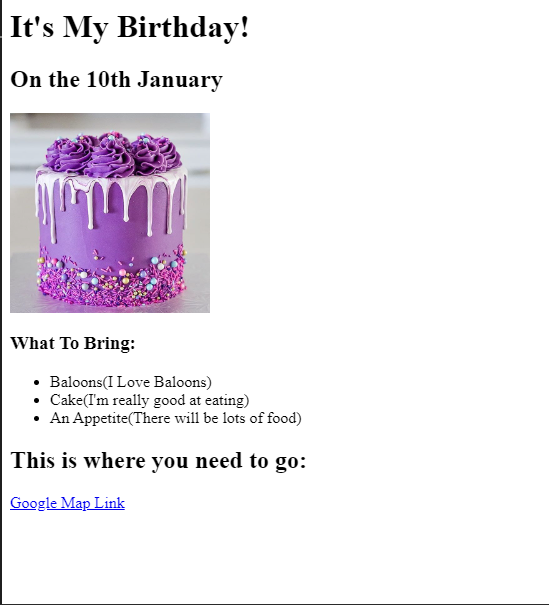 It's My Birthday!
On the 10th January
What To Bring:
Baloons(I Love Baloons)
Cake(I'm really good at eating)
An Appetite(There will be lots of food)
This is where you need to go:
Google Map Link